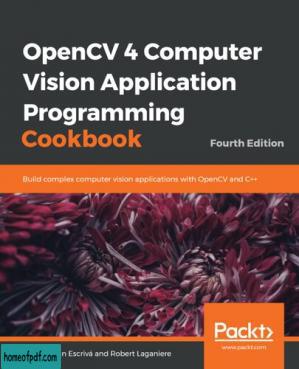 OpenCV 4 Computer
Vision Application
Programming
Cookbook
Fourth Edition
Build complex computer vision applications with OpenCV and C++
Packt>
www.packt.com
n Escrivá and Robert Laganiere
homeofpdf.com